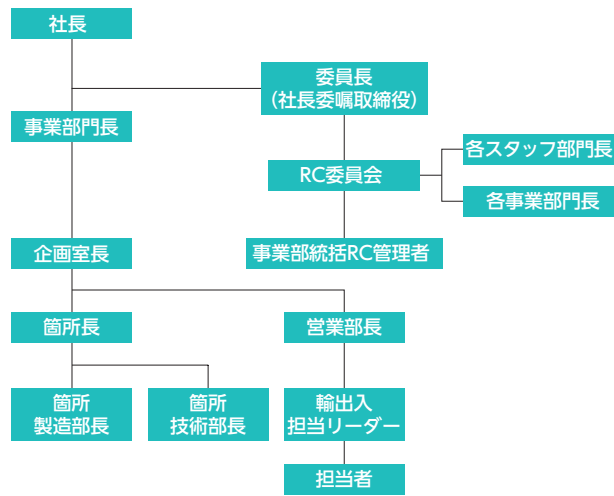 社長
委員長
（社長委嘱取締役）
事業部門長
各スタッフ部門長
RC委員会
各事業部門長
企画室長
事業部統括RC管理者
箇所長
営業部長
箇所
製造部長
箇所
技術部長
輸出入
担当リーダー
担当者